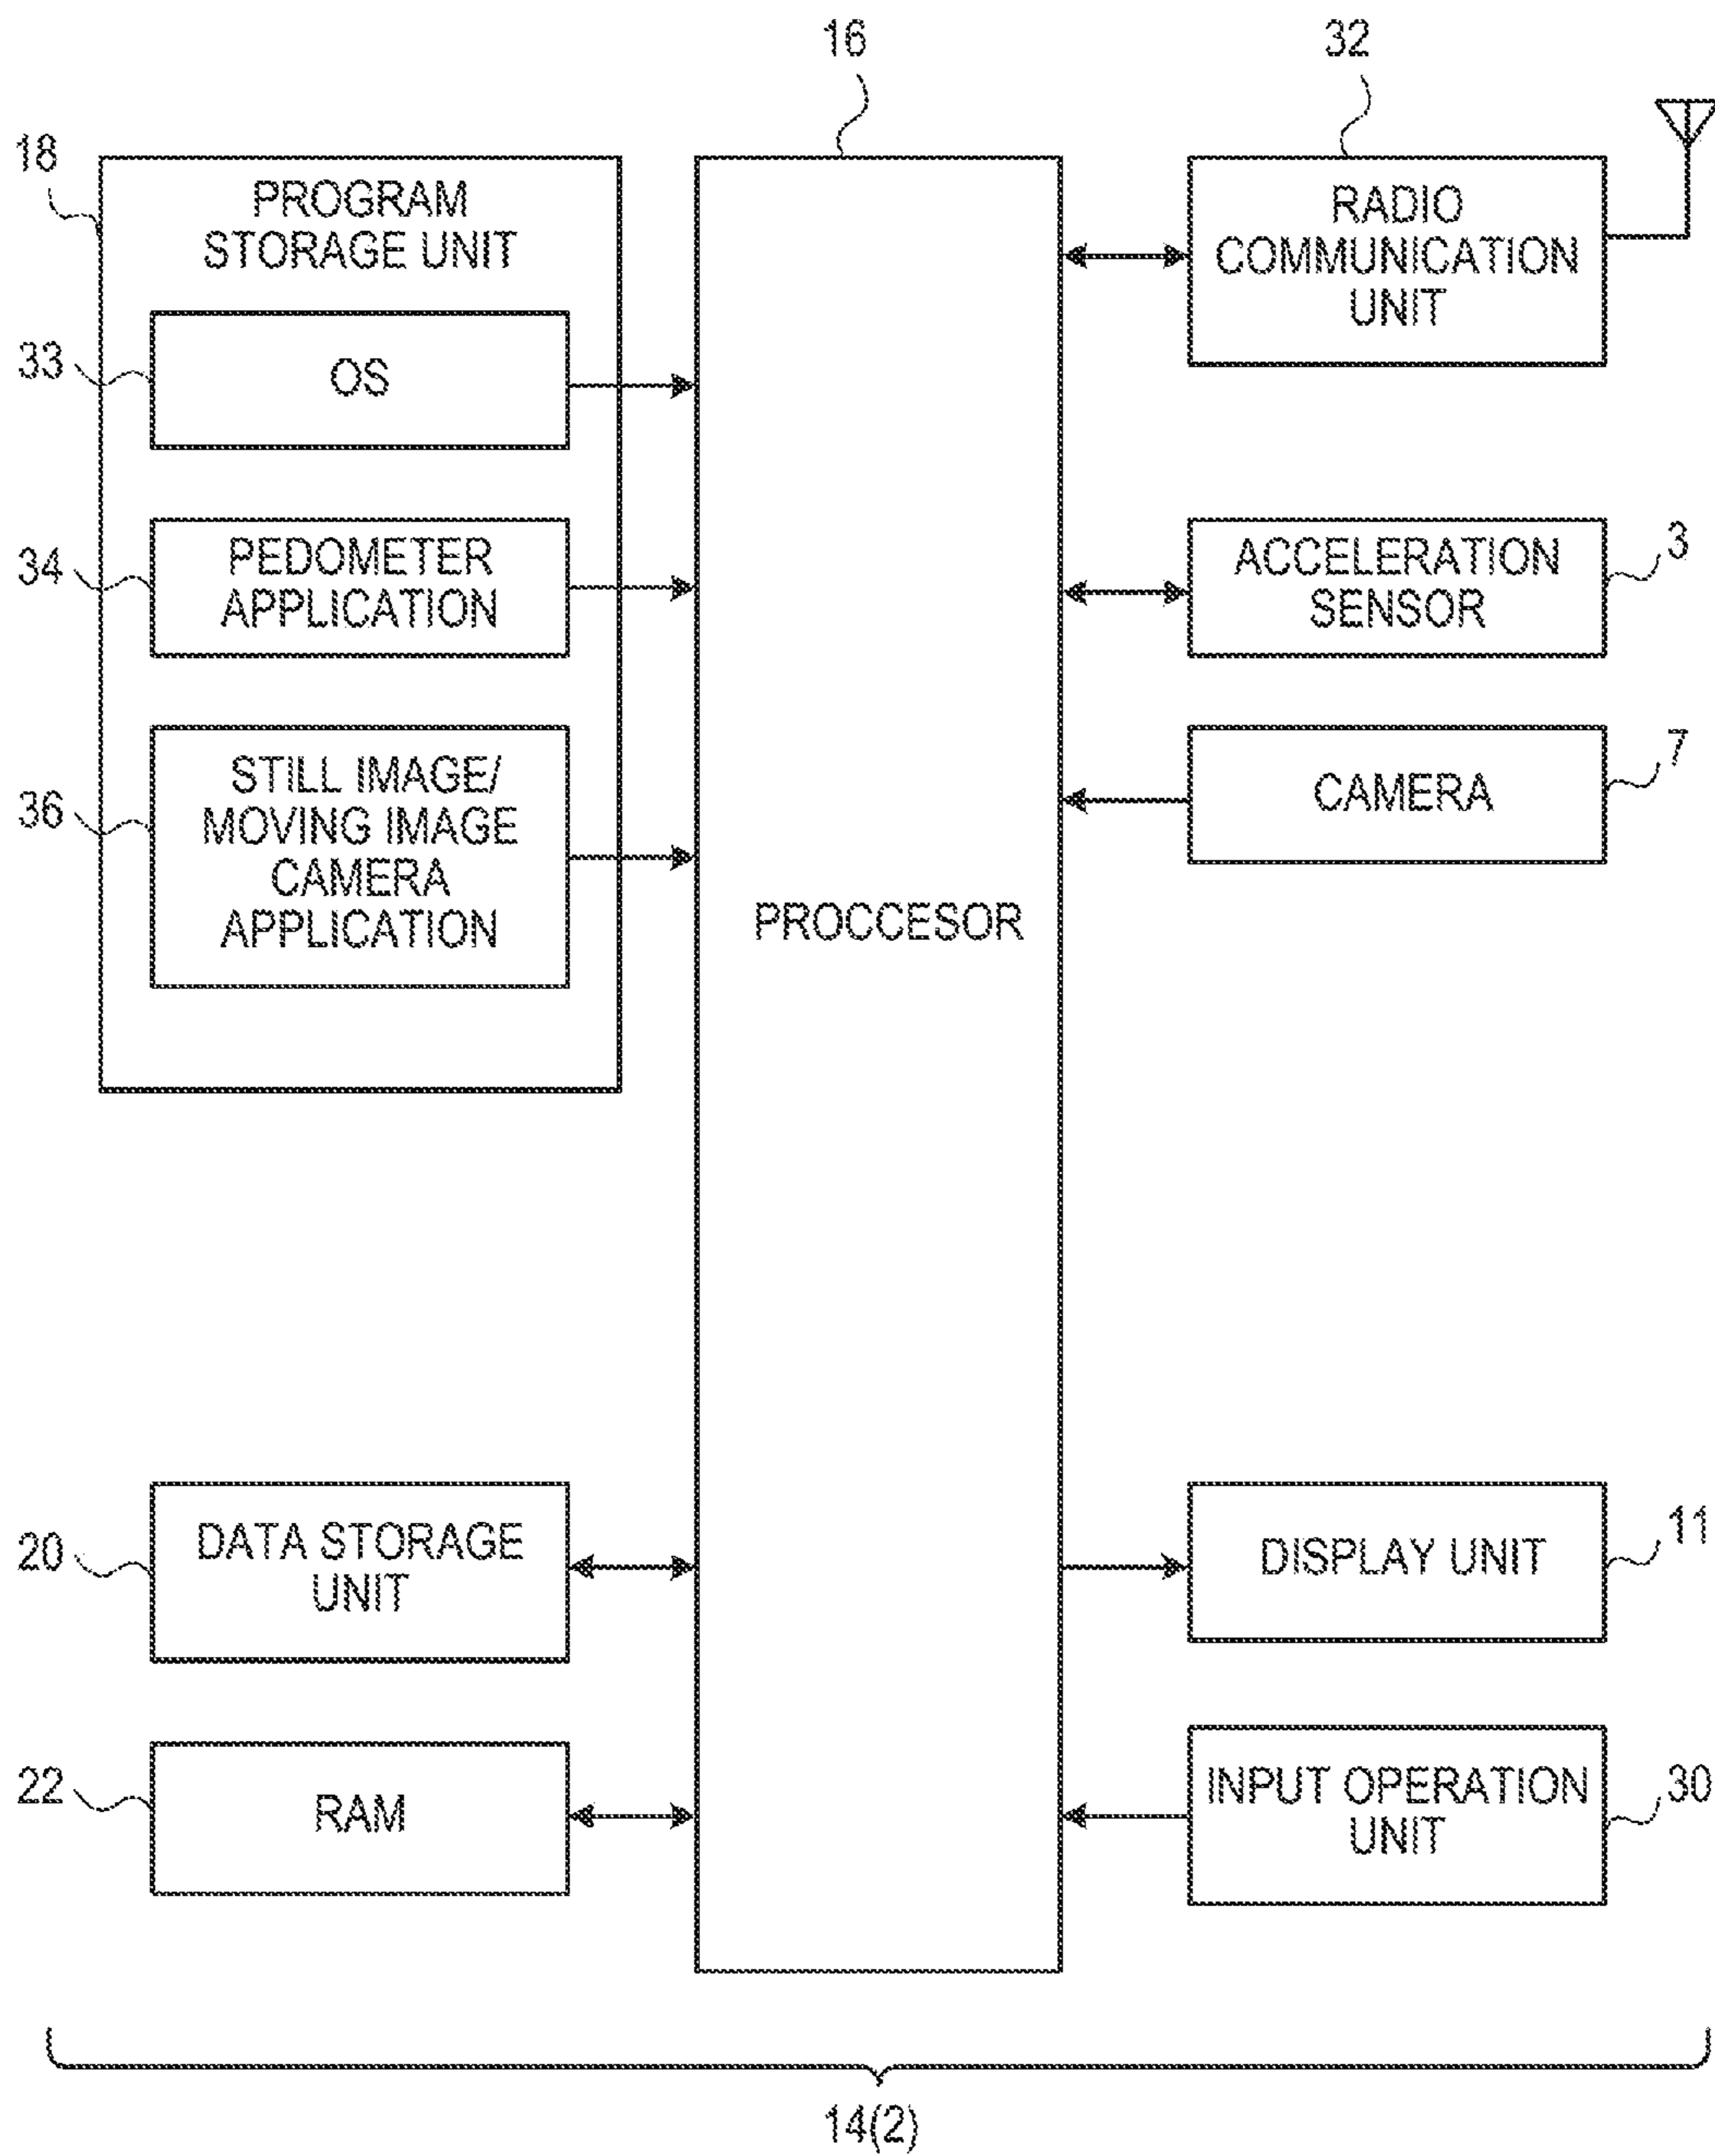 16
32
18
PROGRAM
STORAGE UNIT
RADIO
COMMUNICATION
UNIT
33
OS
34
PEDOMETER
APPLICATION
ACCELERATION
SENSOR
3
36
STILL IMAGE/
MOVING IMAGE
CAMERA
APPLICATION
CAMERA
7
PROCCESOR
20
DATA STORAGE
UNIT
DISPLAY UNIT
11
22
RAM
INPUT OPERATION
UNIT
30
14(2)